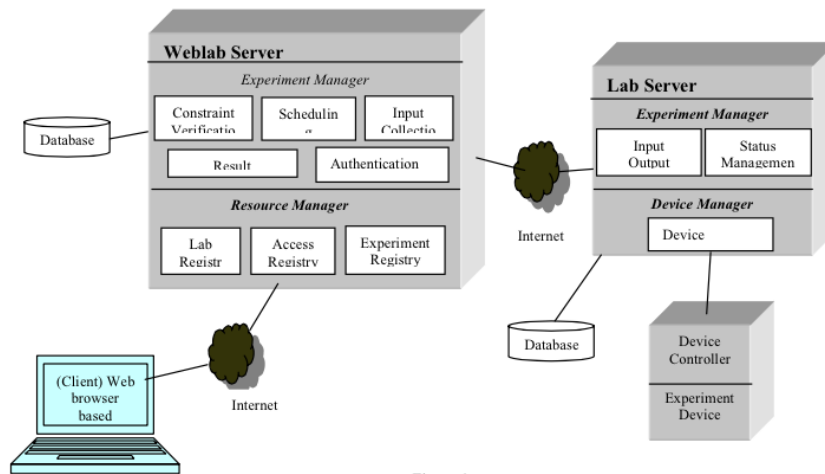 Weblab Server
Experiment Manager
Constraint
Verificatio
Schedulin
g
Input
Collectio
Result
Authentication
Resource Manager
Lab
Registr
Access
Registry
Experiment
Registry
Database
Internet
Lab Server
Experiment Manager
Input
Output
Status
Managemen
Device Manager
Device
Database
Device
Controller
Experiment
Device
Internet
(Client) Web
browser
based